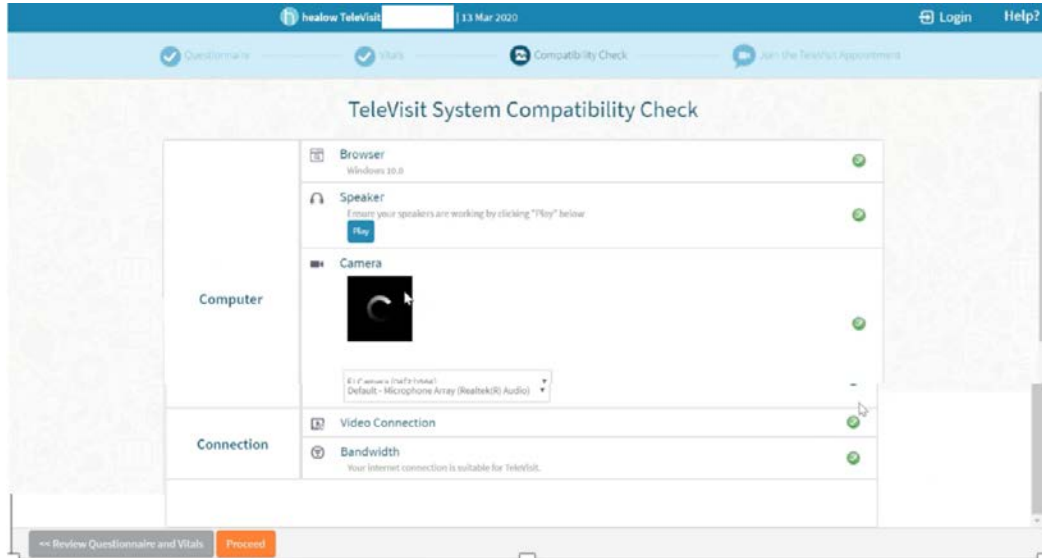 healow TeleVisit | 13 Mar 2020 Login Help?
Questionnaire Vitals Compatibility Check Join the TeleVisit Appointment
TeleVisit System Compatibility Check
Browser
Windows 10.0
Speaker
Ensure your speakers are working by clicking "Play" below
Play
Camera
Computer
Default - Microphone Array (Realtek(R) Audio)
Video Connection
Connection
Bandwidth
Your internet connection is suitable for TeleVisit.
<< Review Questionnaire and Vitals Proceed